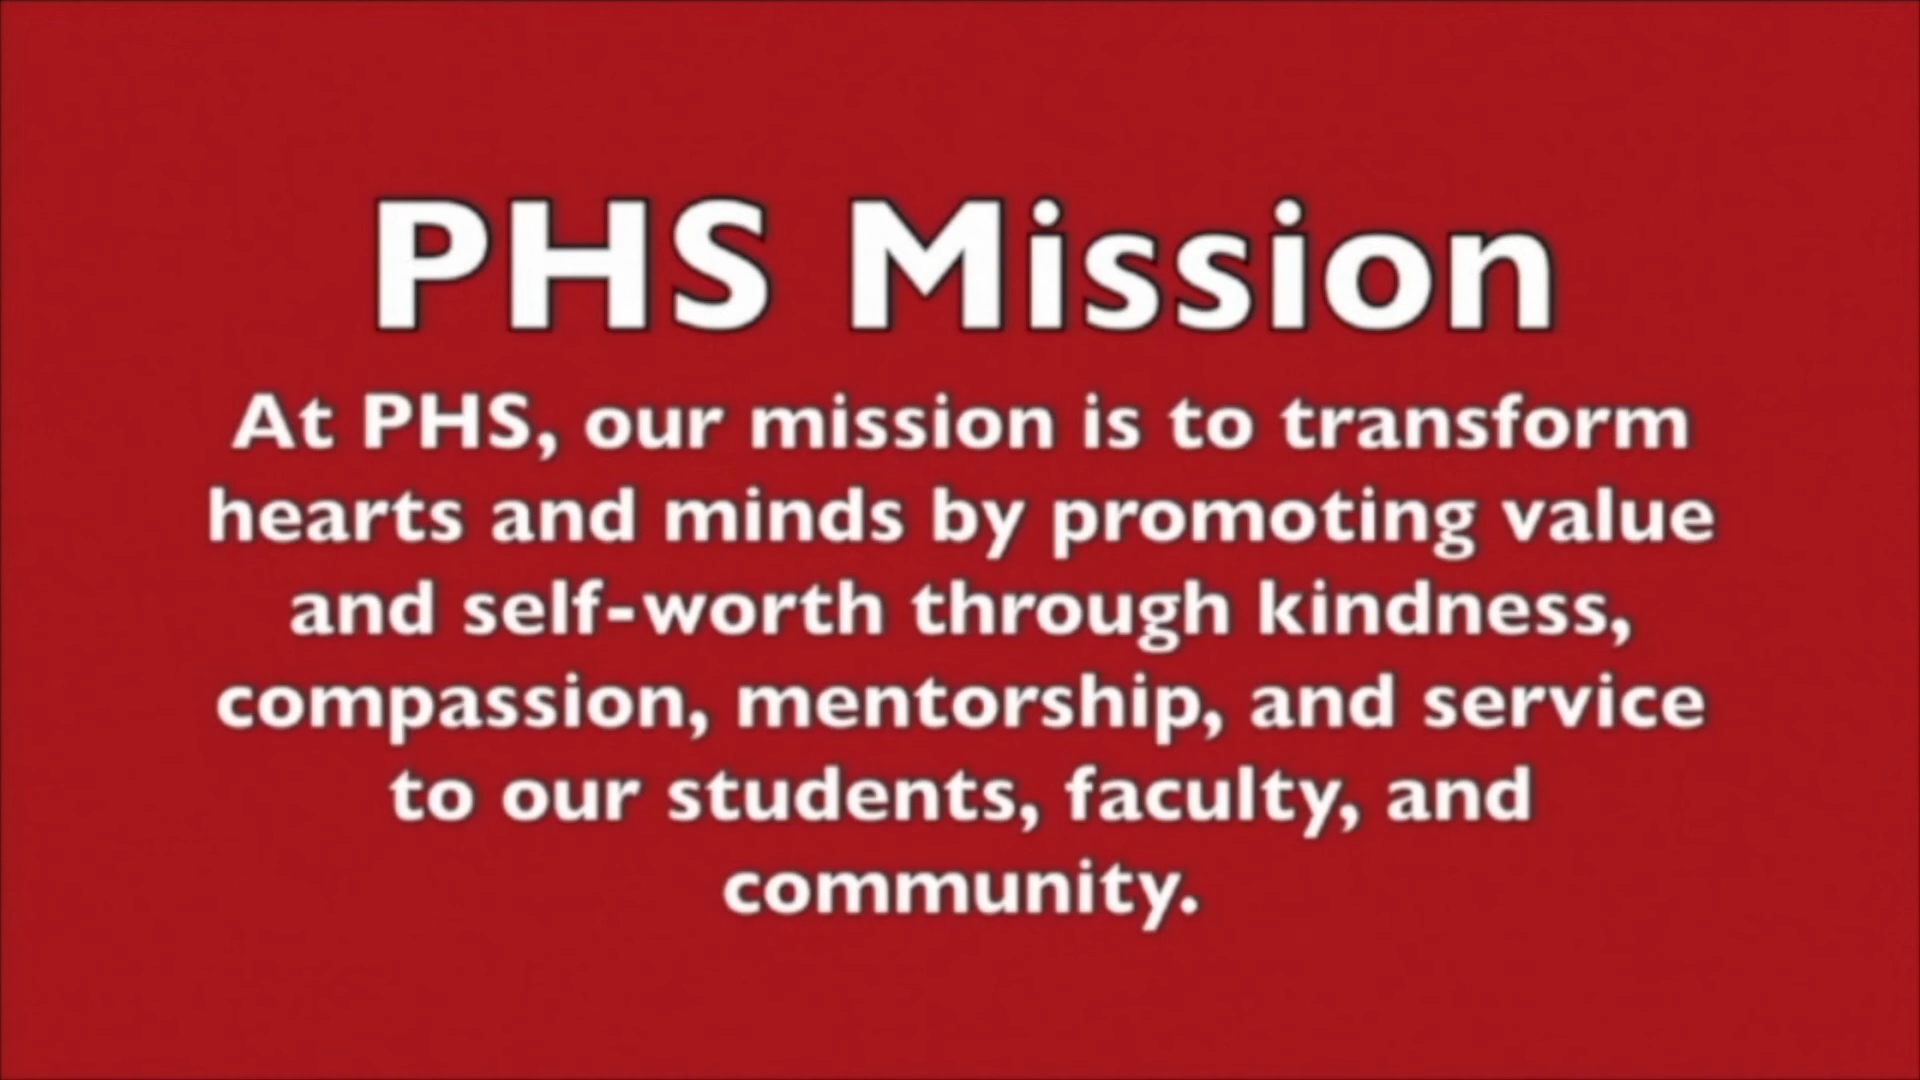 PHS Mission
At PHS, our mission is to transform
hearts and minds by promoting value
and self-worth through kindness,
compassion, mentorship, and service
to our students, faculty, and
community.